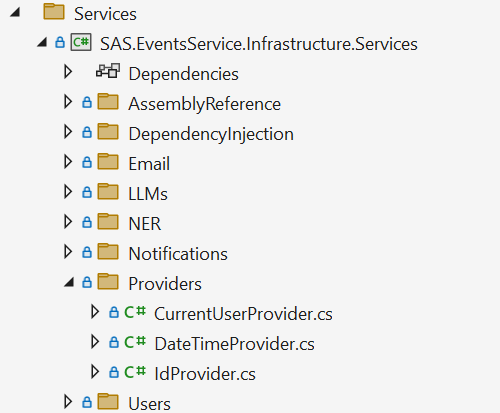 Services
C# SAS.EventsService.Infrastructure.Services
Dependencies
AssemblyReference
DependencyInjection
Email
LLMs
NER
Notifications
Providers
C# CurrentUserProvider.cs
C# DateTimeProvider.cs
C# IdProvider.cs
Users